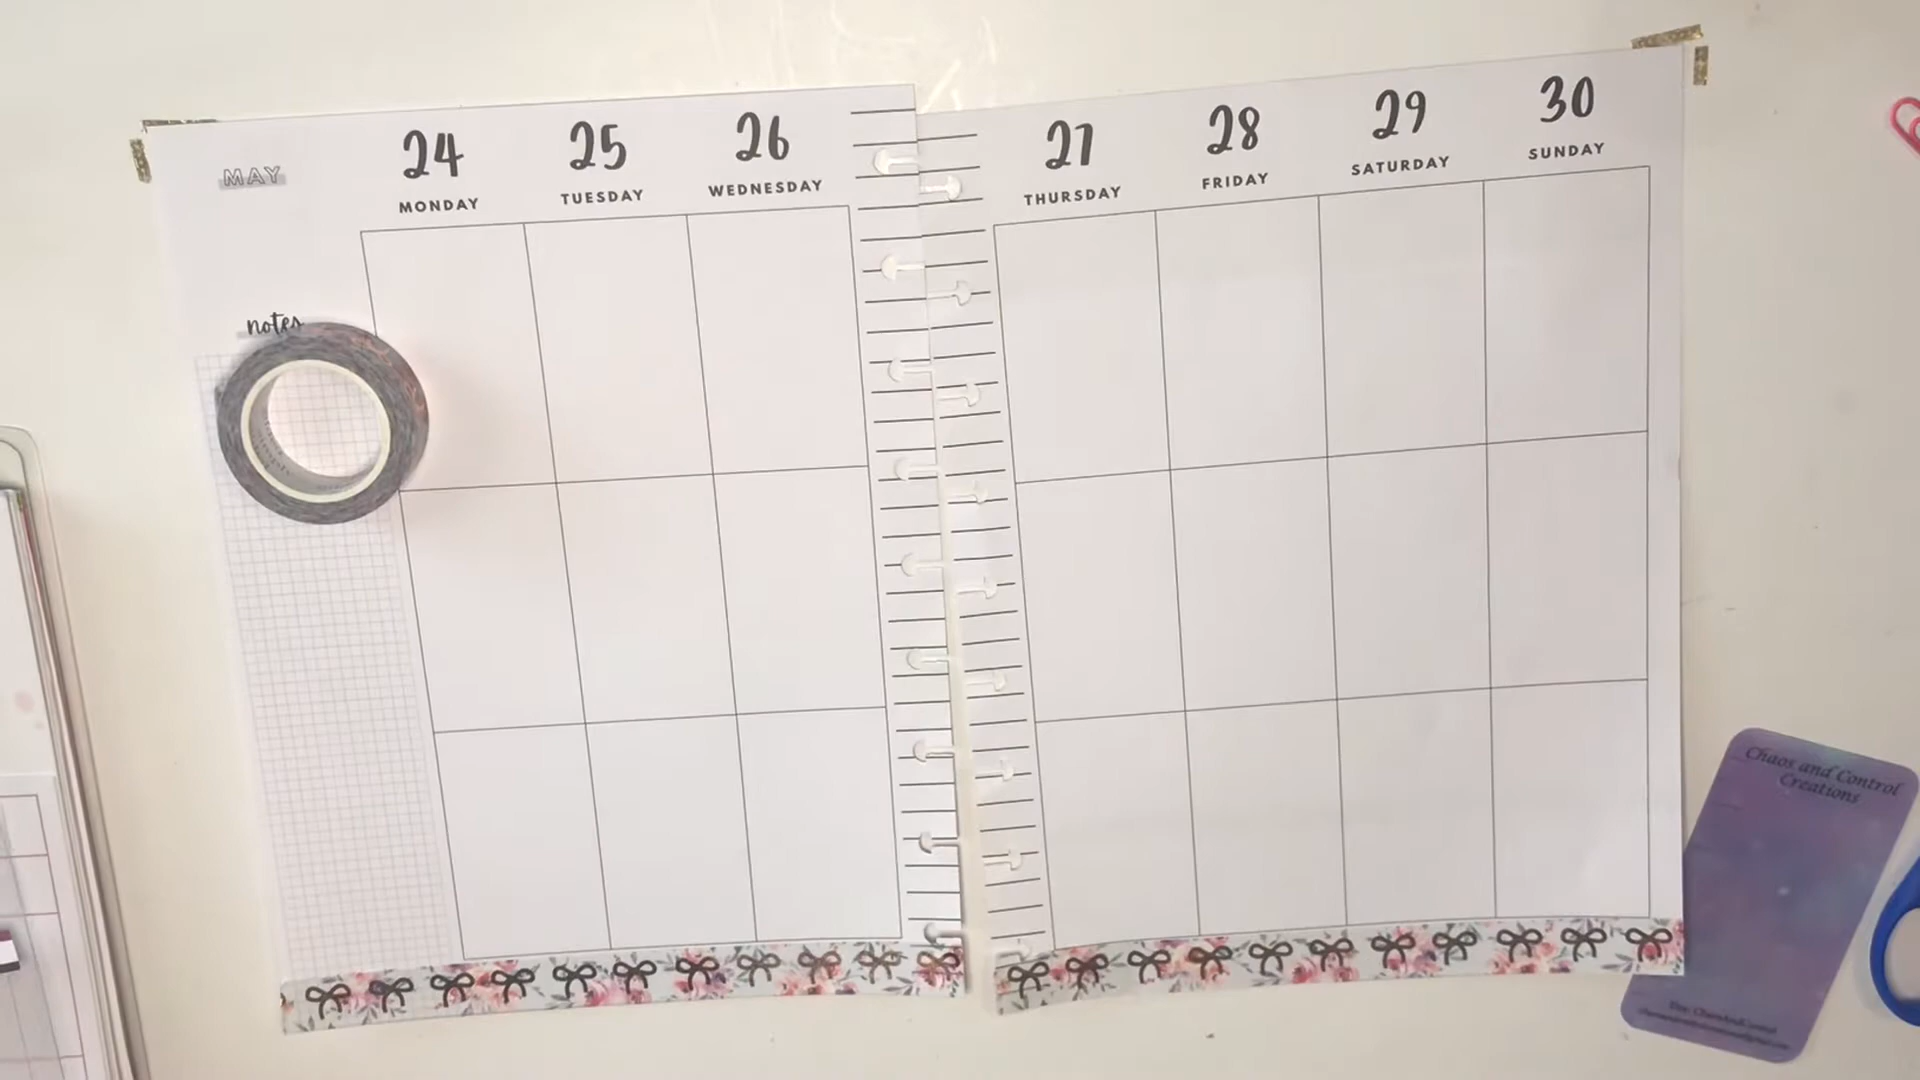 MAY
24 25 26
MONDAY TUESDAY WEDNESDAY
27 28 29 30
THURSDAY FRIDAY SATURDAY SUNDAY
notes
Chaos and Control
Creations